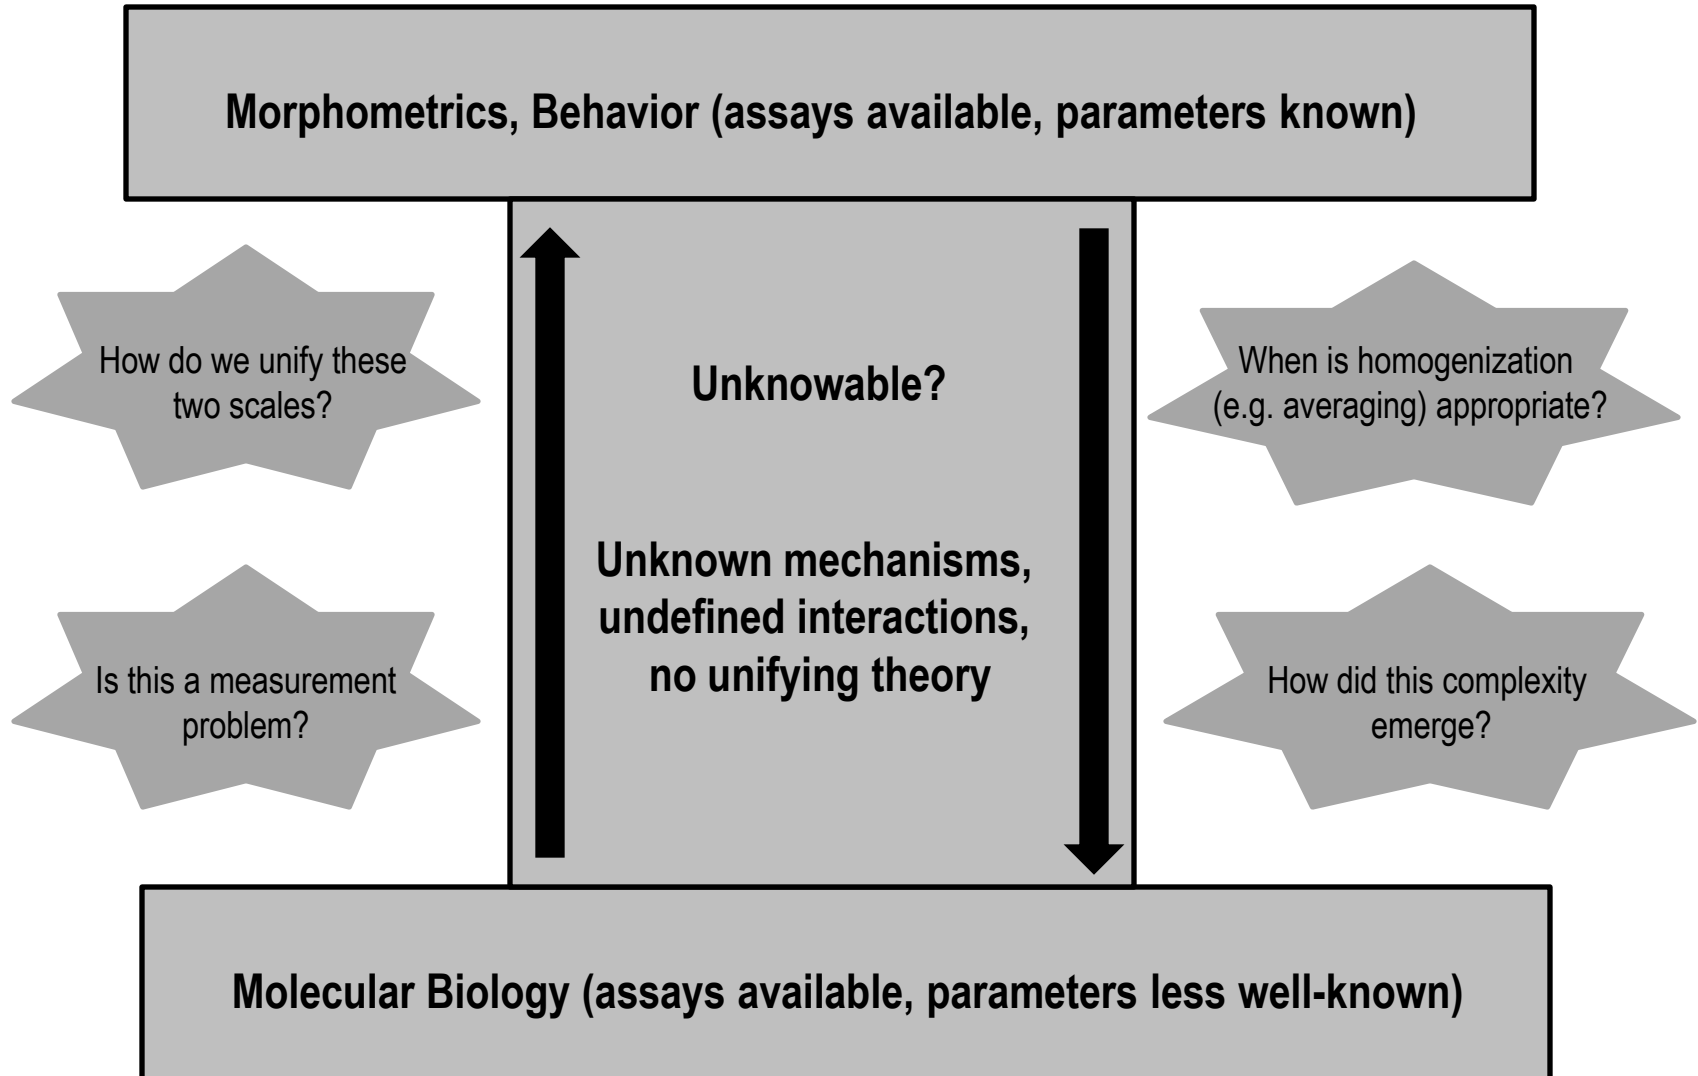 Morphometrics, Behavior (assays available, parameters known)
How do we unify these
two scales?
Unknowable?
When is homogenization
(e.g. averaging) appropriate?
Unknown mechanisms,
undefined interactions,
no unifying theory
Is this a measurement
problem?
How did this complexity
emerge?
Molecular Biology (assays available, parameters less well-known)